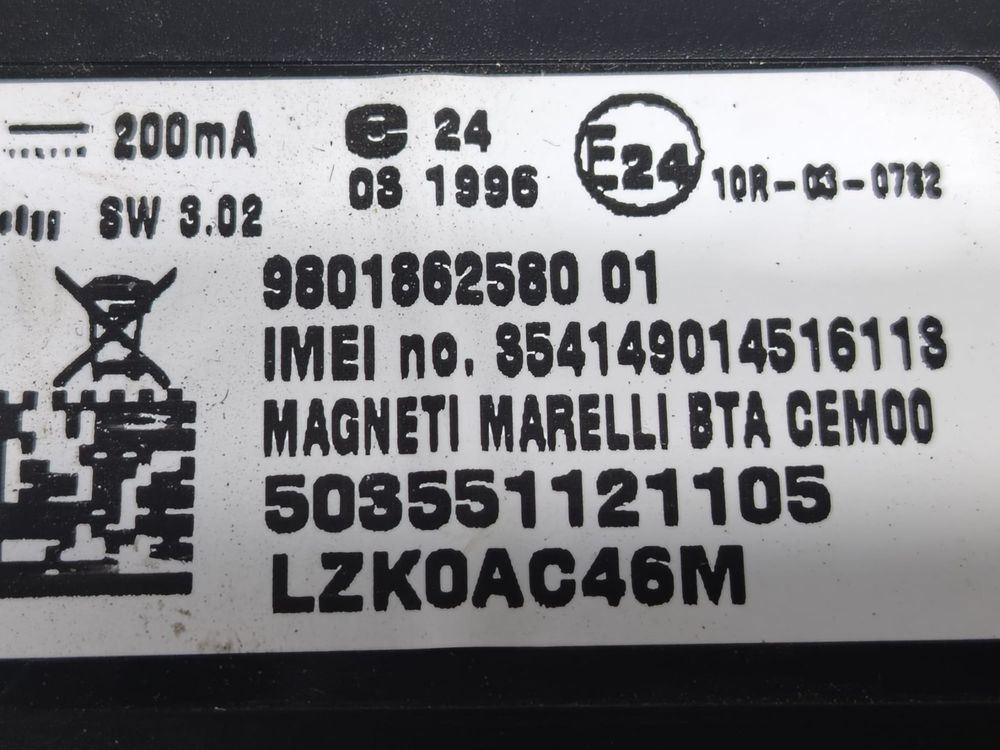 200mA
e 24
03 1996
E24
10R-03-0782
SW 3.02
9801862580 01
IMEI no. 354149014516113
MAGNETI MARELLI BTA CEM00
503551121105
LZK0AC46M